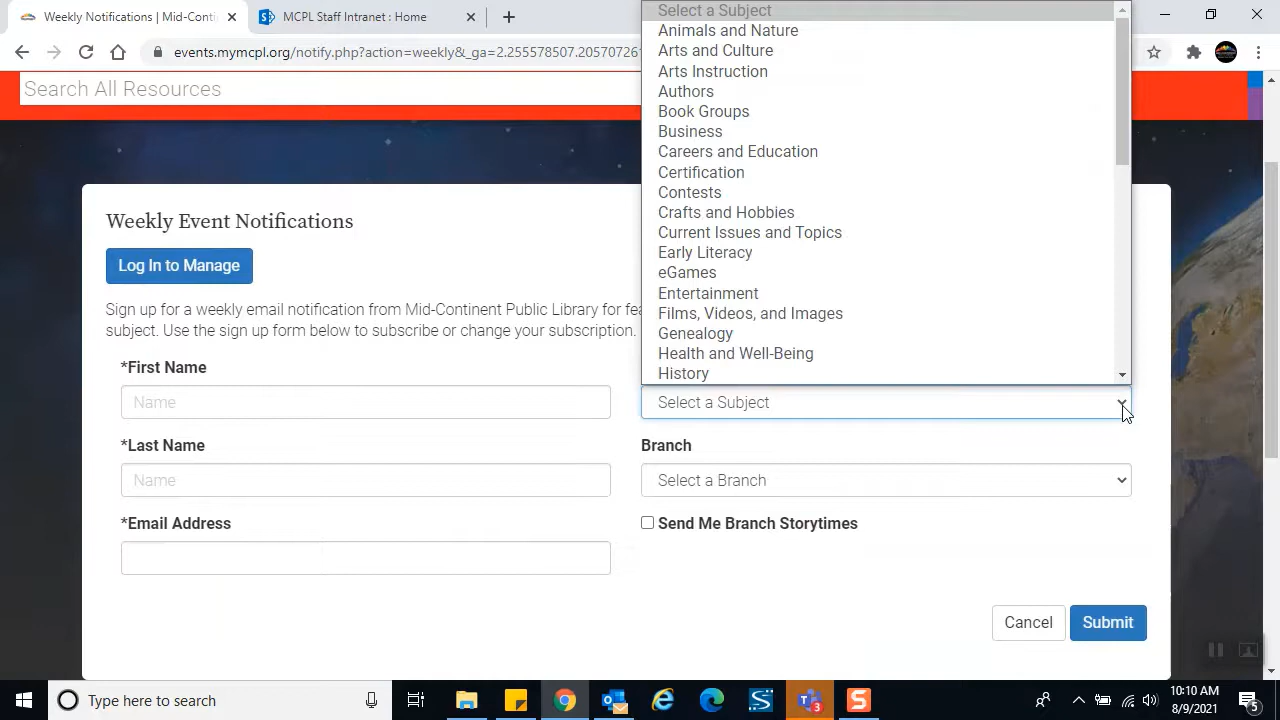 Weekly Notifications | Mid-Conti
MCPL Staff Intranet : Home
events.mymcpl.org/notify.php?action=weekly&_ga=2.255578507.20570726
Search All Resources
Select a Subject
Animals and Nature
Arts and Culture
Arts Instruction
Authors
Book Groups
Business
Careers and Education
Certification
Contests
Crafts and Hobbies
Current Issues and Topics
Early Literacy
eGames
Entertainment
Films, Videos, and Images
Genealogy
Health and Well-Being
History
Weekly Event Notifications
Log In to Manage
Sign up for a weekly email notification from Mid-Continent Public Library for
subject. Use the sign up form below to subscribe or change your subscription.
*First Name
Name
Select a Subject
*Last Name
Name
Branch
Select a Branch
*Email Address
Send Me Branch Storytimes
Cancel
Submit
Type here to search
3
10:10 AM
8/9/2021
5